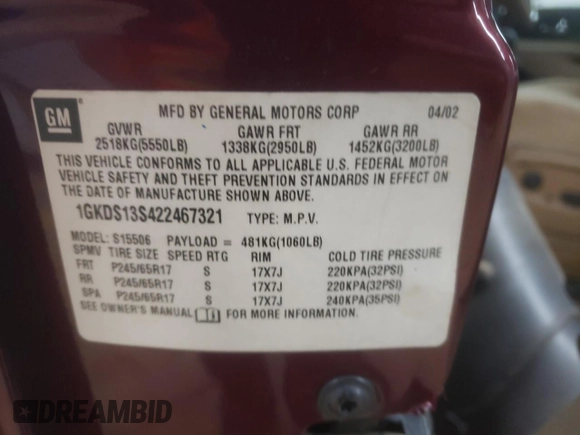 GM ®
MFD BY GENERAL MOTORS CORP 04/02
GVWR GAWR FRT GAWR RR
2518KG(5550LB) 1338KG(2950LB) 1452KG(3200LB)
THIS VEHICLE CONFORMS TO ALL APPLICABLE U.S. FEDERAL MOTOR
VEHICLE SAFETY AND THEFT PREVENTION STANDARDS IN EFFECT ON
THE DATE OF MANUFACTURE SHOWN ABOVE.
1GKDS13S422467321 TYPE: M.P.V.
MODEL: S15506 PAYLOAD = 481KG(1060LB)
SPMV TIRE SIZE SPEED RTG RIM COLD TIRE PRESSURE
FRT P245/65R17 S 17X7J 220KPA(32PSI)
RR P245/65R17 S 17X7J 220KPA(32PSI)
SPA P245/65R17 S 17X7J 240KPA(35PSI)
SEE OWNER'S MANUAL FOR MORE INFORMATION.
DREAMBID